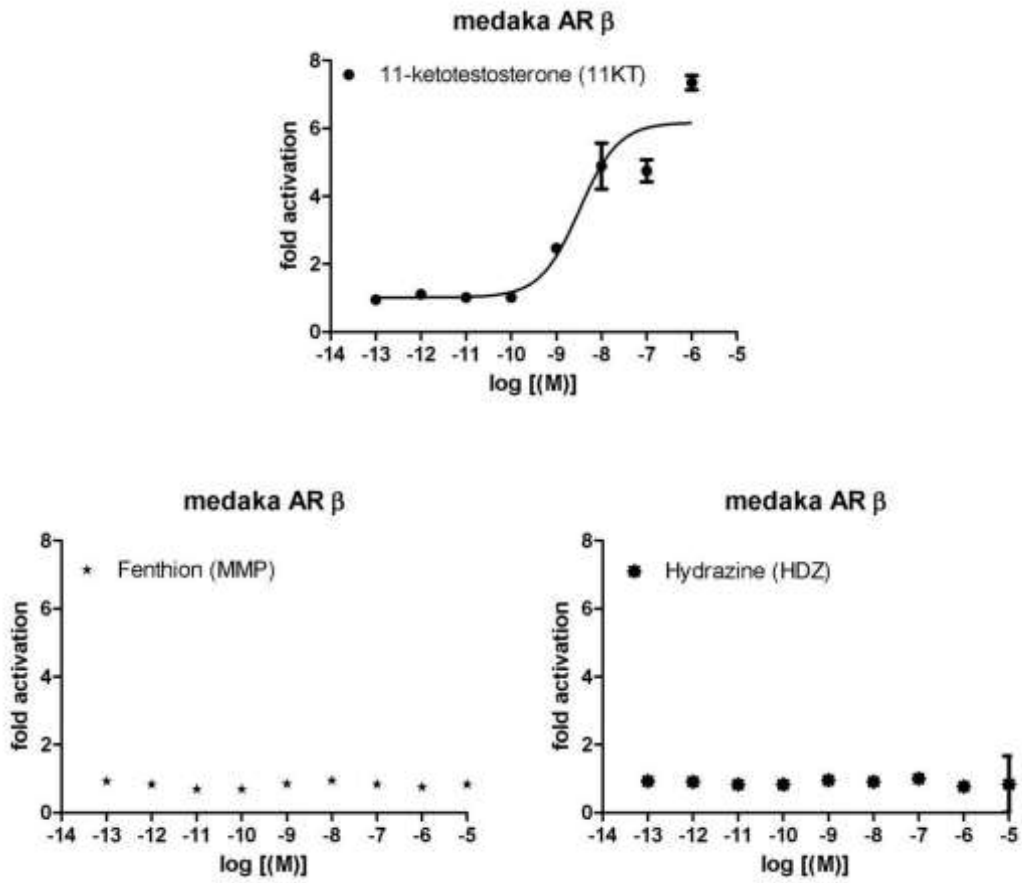 medaka AR β
11-ketotestosterone (11KT)
fold activation
8
6
4
2
0
-14 -13 -12 -11 -10 -9 -8 -7 -6 -5
log [(M)]
medaka AR β
Fenthion (MMP)
fold activation
8
6
4
2
0
-14 -13 -12 -11 -10 -9 -8 -7 -6 -5
log [(M)]
medaka AR β
Hydrazine (HDZ)
fold activation
8
6
4
2
0
-14 -13 -12 -11 -10 -9 -8 -7 -6 -5
log [(M)]